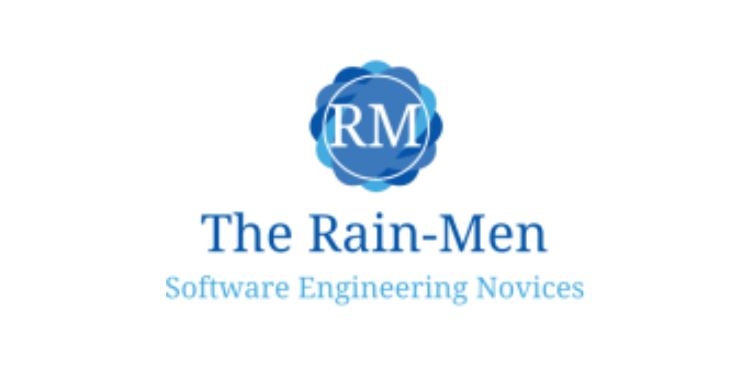 RM
The Rain-Men
Software Engineering Novices